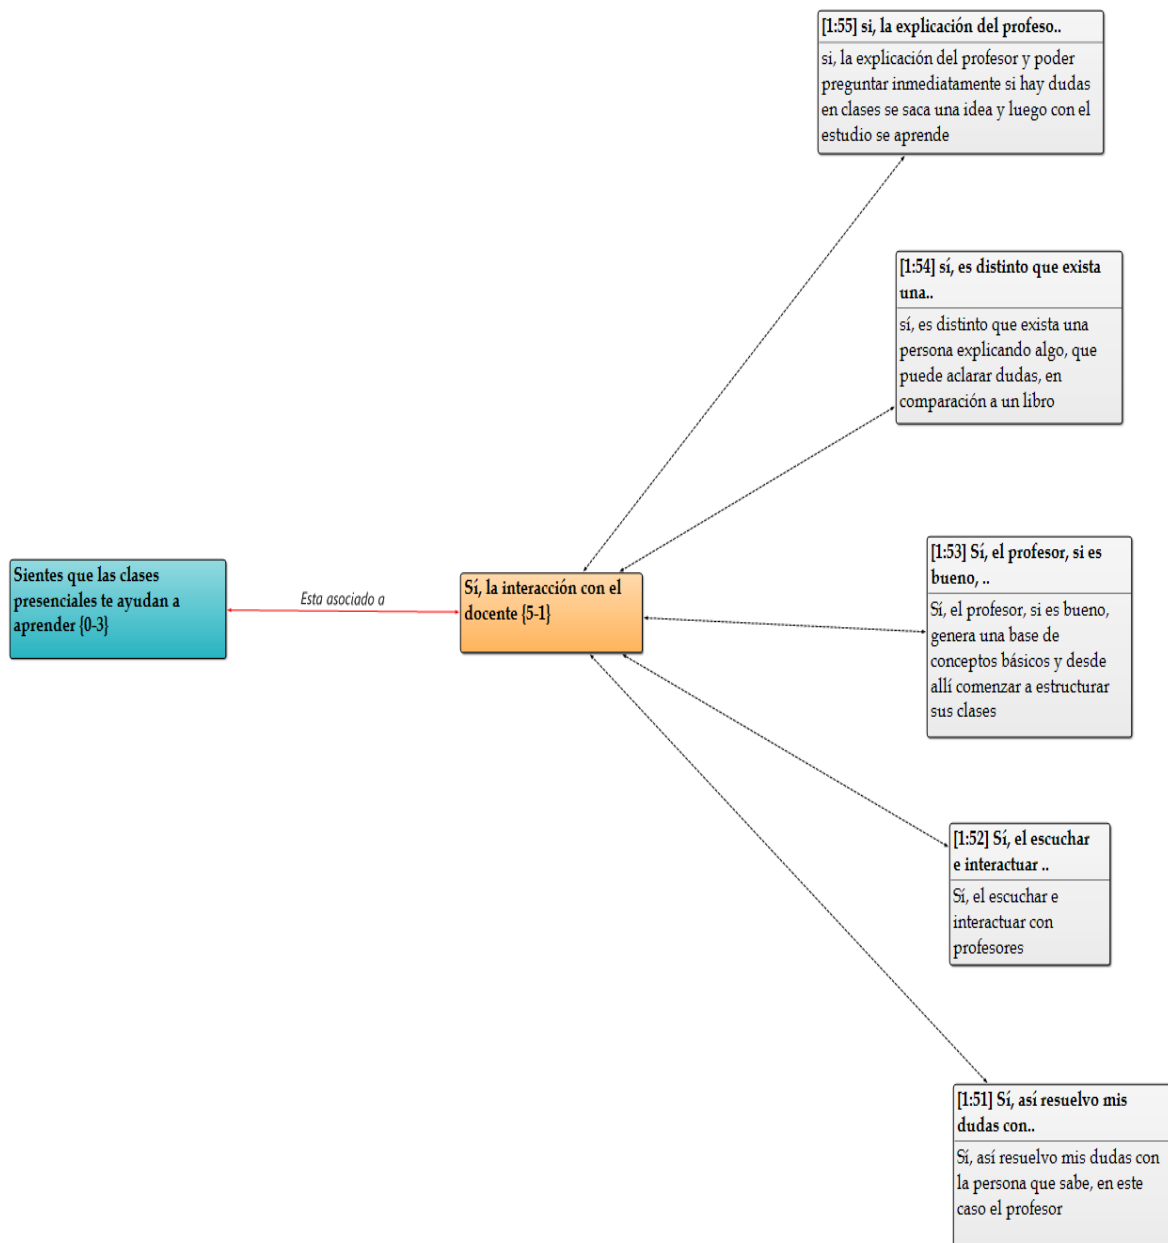 [1:55] si, la explicación del profeso..
si, la explicación del profesor y poder
preguntar inmediatamente si hay dudas
en clases se saca una idea y luego con el
estudio se aprende
[1:54] sí, es distinto que exista
una..
sí, es distinto que exista una
persona explicando algo, que
puede aclarar dudas, en
comparación a un libro
[1:53] Sí, el profesor, si es
bueno, ..
Sí, el profesor, si es bueno,
genera una base de
conceptos básicos y desde
allí comenzar a estructurar
sus clases
Sientes que las clases
presenciales te ayudan a
aprender {0-3}
Esta asociado a
Sí, la interacción con el
docente {5-1}
[1:52] Sí, el escuchar
e interactuar ..
Sí, el escuchar e
interactuar con
profesores
[1:51] Sí, así resuelvo mis
dudas con..
Sí, así resuelvo mis dudas con
la persona que sabe, en este
caso el profesor